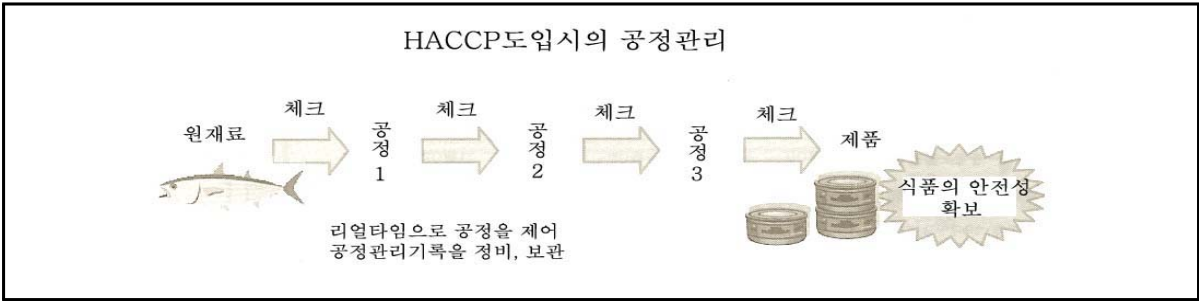 HACCP도입시의 공정관리
원재료
체크
공정1
체크
공정2
체크
공정3
체크
제품
식품의 안전성
확보
리얼타임으로 공정을 제어
공정관리기록을 정비, 보관